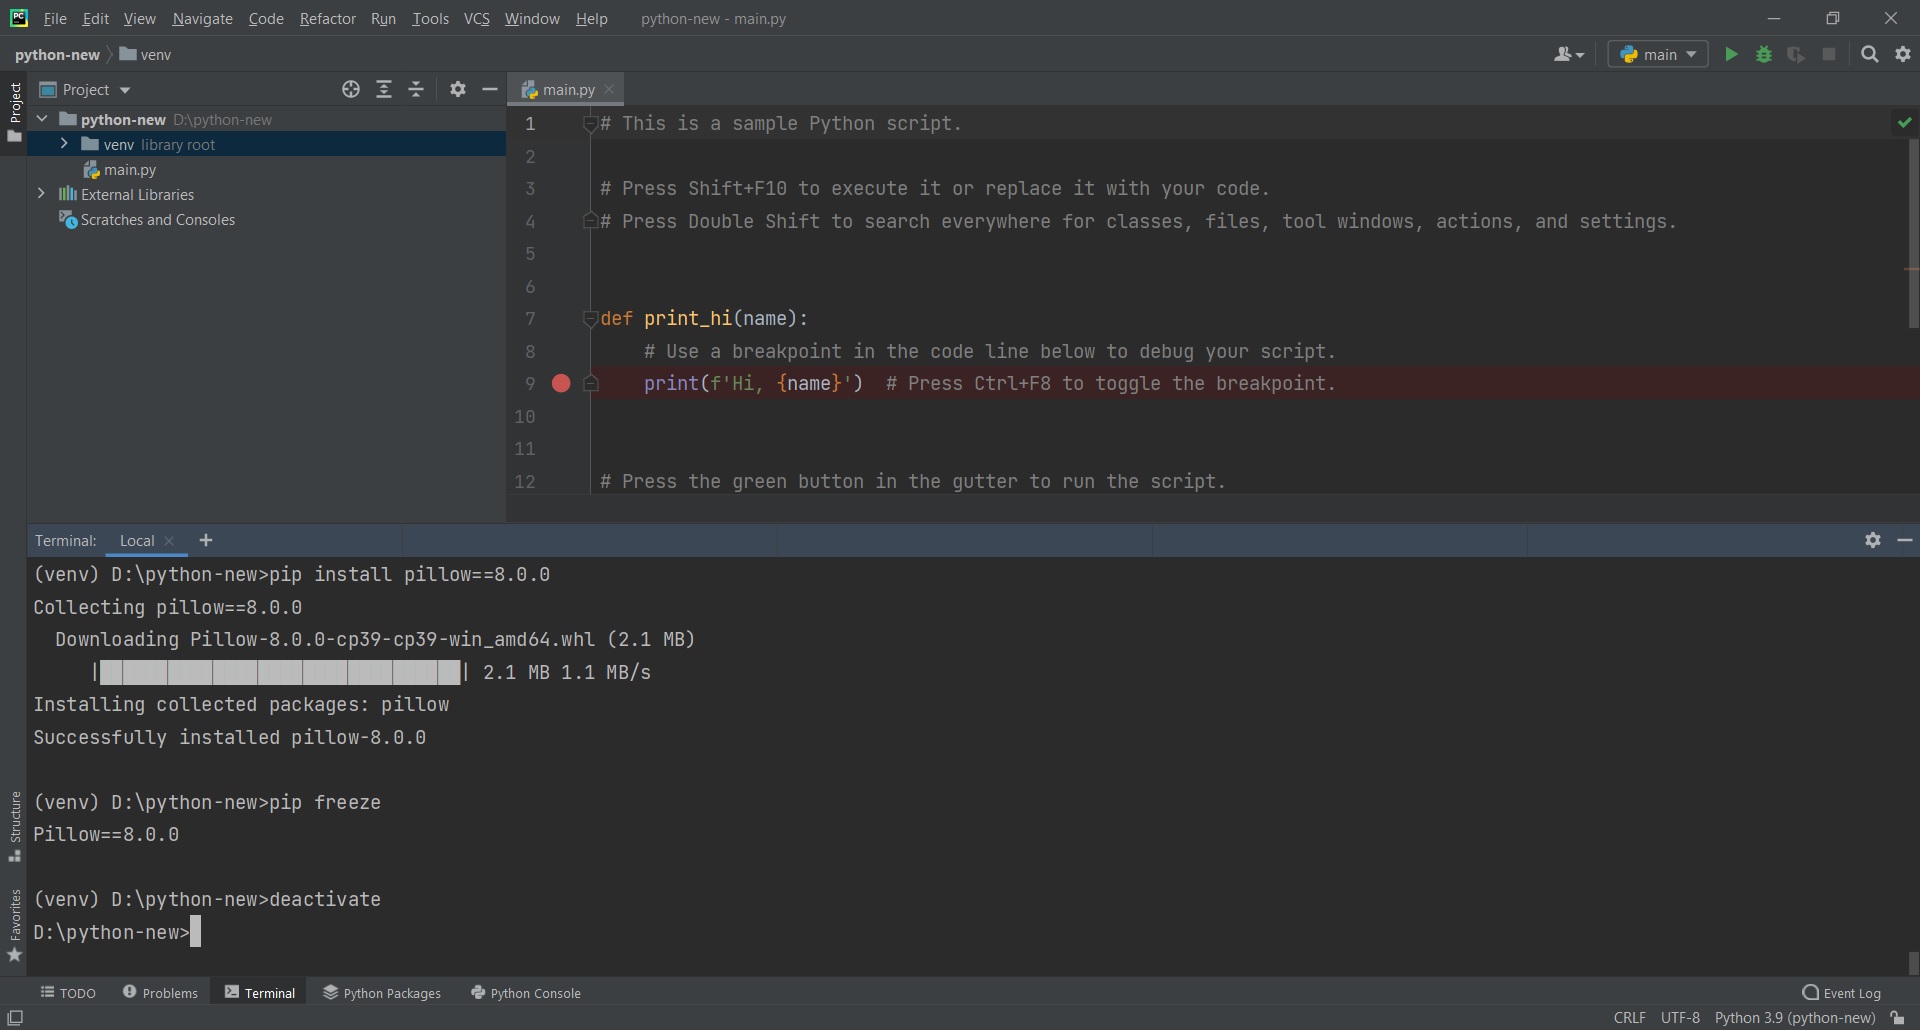 PC File Edit View Navigate Code Refactor Run Tools VCS Window Help python-new - main.py
python-new venv main
Project
Project
main.py
python-new D:\python-new
venv library root
main.py
External Libraries
Scratches and Consoles
1 # This is a sample Python script.
2
3 # Press Shift+F10 to execute it or replace it with your code.
4 # Press Double Shift to search everywhere for classes, files, tool windows, actions, and settings.
5
6
7 def print_hi(name):
8     # Use a breakpoint in the code line below to debug your script.
9     print(f'Hi, {name}')  # Press Ctrl+F8 to toggle the breakpoint.
10
11
12 # Press the green button in the gutter to run the script.
Terminal: Local
(venv) D:\python-new>pip install pillow==8.0.0
Collecting pillow==8.0.0
  Downloading Pillow-8.0.0-cp39-cp39-win_amd64.whl (2.1 MB)
     |████████████████████████████████| 2.1 MB 1.1 MB/s
Installing collected packages: pillow
Successfully installed pillow-8.0.0
(venv) D:\python-new>pip freeze
Pillow==8.0.0
(venv) D:\python-new>deactivate
D:\python-new>
Structure
Favorites
TODO Problems Terminal Python Packages Python Console Event Log
CRLF UTF-8 Python 3.9 (python-new)